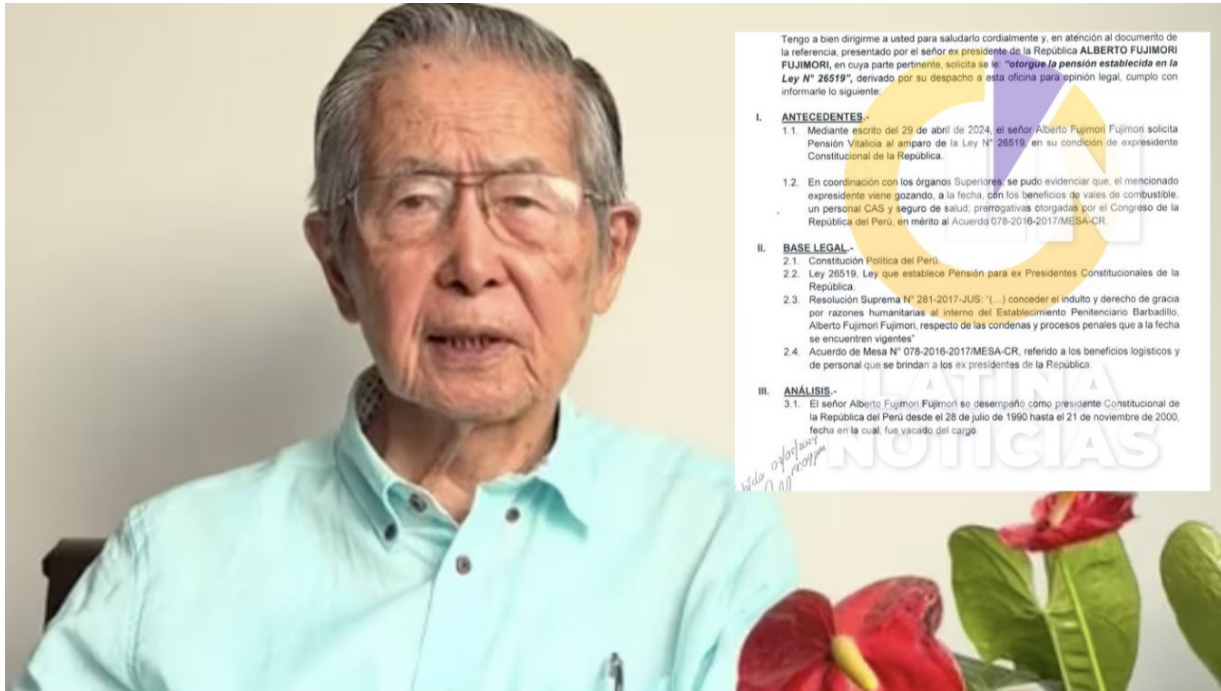 Tengo a bien dirigirme a usted para saludarlo cordialmente y, en atención al documento de
la referencia, presentado por el señor ex presidente de la República ALBERTO FUJIMORI
FUJIMORI, en cuya parte pertinente, solicita se le: "otorgue la pensión establecida en la
Ley N° 26519", derivado por su despacho a esta oficina para opinión legal, cumplo con
informarle lo siguiente:
I. ANTECEDENTES.-
1.1. Mediante escrito del 29 de abril de 2024, el señor Alberto Fujimori Fujimori solicita
Pensión Vitalicia al amparo de la Ley N° 26519, en su condición de expresidente
Constitucional de la República.
1.2. En coordinación con los órganos Superiores, se pudo evidenciar que, el mencionado
expresidente viene gozando, a la fecha, con los beneficios de vales de combustible,
un personal CAS y seguro de salud; prerrogativas otorgadas por el Congreso de la
República del Perú, en mérito al Acuerdo 078-2016-2017/MESA-CR.
II. BASE LEGAL.-
2.1. Constitución Política del Perú.
2.2. Ley 26519, Ley que establece Pensión para ex Presidentes Constitucionales de la
República.
2.3. Resolución Suprema N° 281-2017-JUS: "(...) conceder el indulto y derecho de gracia
por razones humanitarias al interno del Establecimiento Penitenciario Barbadillo,
Alberto Fujimori Fujimori, respecto de las condenas y procesos penales que a la fecha
se encuentren vigentes"
2.4. Acuerdo de Mesa N° 078-2016-2017/MESA-CR, referido a los beneficios logísticos y
de personal que se brindan a los ex presidentes de la República.
III. ANÁLISIS.-
3.1. El señor Alberto Fujimori Fujimori se desempeñó como presidente Constitucional de
la República del Perú desde el 28 de julio de 1990 hasta el 21 de noviembre de 2000,
fecha en la cual, fue vacado del cargo.
LATINA
NOTICIAS